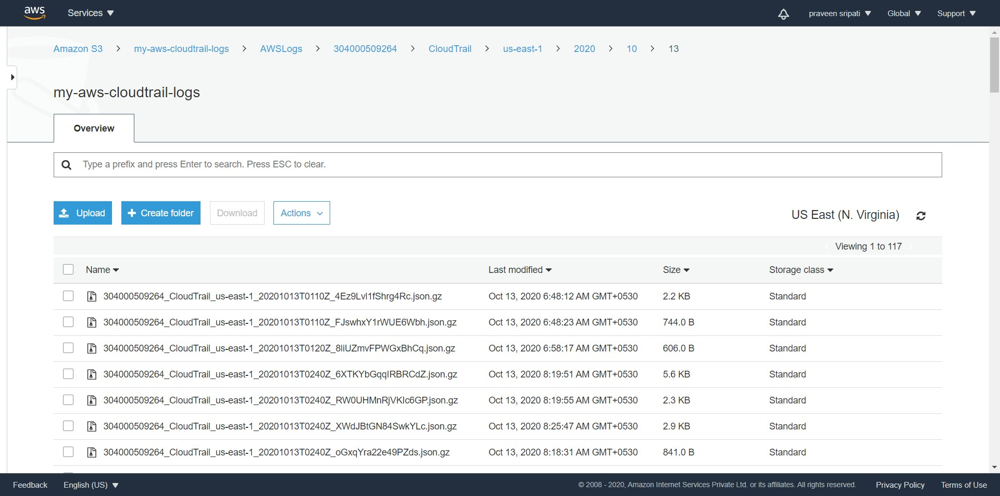 aws Services praveen sripati Global Support
Amazon S3 > my-aws-cloudtrail-logs > AWSLogs > 304000509264 > CloudTrail > us-east-1 > 2020 > 10 > 13
my-aws-cloudtrail-logs
Overview
Type a prefix and press Enter to search. Press ESC to clear.
Upload + Create folder Download Actions US East (N. Virginia)
Viewing 1 to 117
Name Last modified Size Storage class
304000509264_CloudTrail_us-east-1_20201013T0110Z_4Ez9Lvl1fShrg4Rc.json.gz Oct 13, 2020 6:48:12 AM GMT+0530 2.2 KB Standard
304000509264_CloudTrail_us-east-1_20201013T0110Z_FJswhxY1rWUE6Wbh.json.gz Oct 13, 2020 6:48:23 AM GMT+0530 744.0 B Standard
304000509264_CloudTrail_us-east-1_20201013T0120Z_8liUZmvFPWGxBhCq.json.gz Oct 13, 2020 6:58:17 AM GMT+0530 606.0 B Standard
304000509264_CloudTrail_us-east-1_20201013T0240Z_6XTKYbGqqIRBRCdZ.json.gz Oct 13, 2020 8:19:51 AM GMT+0530 5.6 KB Standard
304000509264_CloudTrail_us-east-1_20201013T0240Z_RW0UHMnRjVKlc6GP.json.gz Oct 13, 2020 8:19:55 AM GMT+0530 2.3 KB Standard
304000509264_CloudTrail_us-east-1_20201013T0240Z_XWdJBtGN84SwkYLc.json.gz Oct 13, 2020 8:25:47 AM GMT+0530 2.9 KB Standard
304000509264_CloudTrail_us-east-1_20201013T0240Z_oGxqYra22e49PZds.json.gz Oct 13, 2020 8:18:31 AM GMT+0530 841.0 B Standard
Feedback English (US) © 2008 - 2020, Amazon Internet Services Private Ltd. or its affiliates. All rights reserved. Privacy Policy Terms of Use